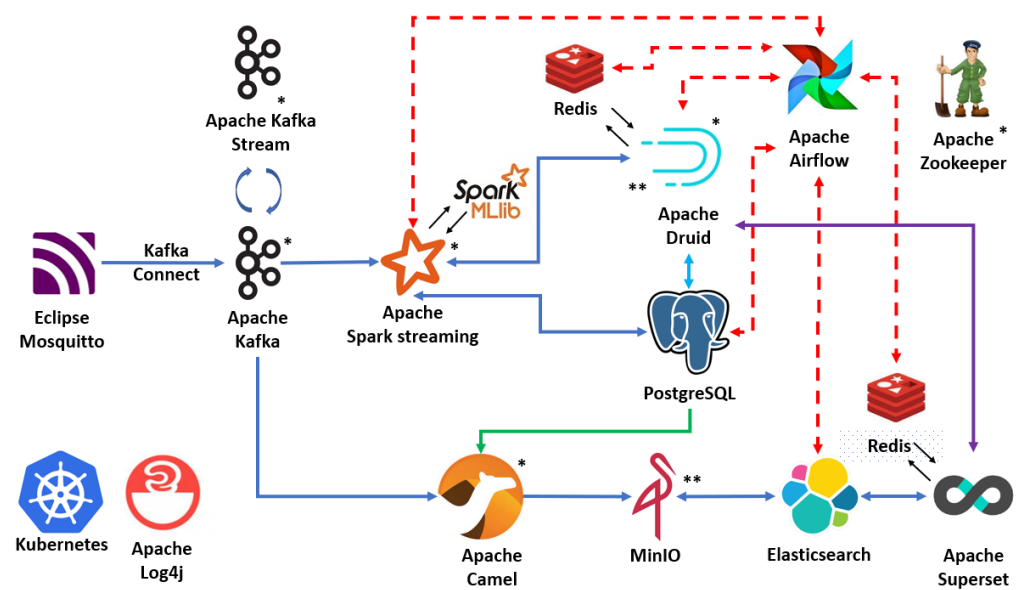 *
Apache Kafka
Stream
Redis
*
**
Apache
Airflow
Apache *
Zookeeper
Spark
MLlib
Apache
Druid
Kafka
Connect
*
*
Eclipse
Mosquitto
Apache
Kafka
Apache
Spark streaming
PostgreSQL
Redis
*
**
Kubernetes
Apache
Log4j
Apache
Camel
MinIO
Elasticsearch
Apache
Superset